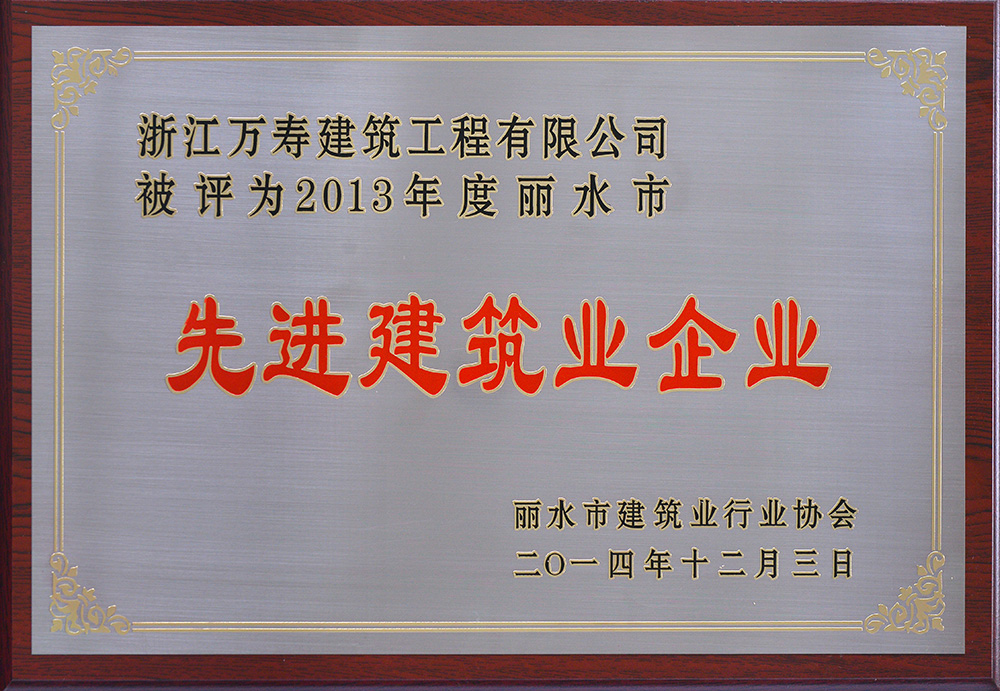 浙江万寿建筑工程有限公司
被评为2013年度丽水市
先进建筑业企业
丽水市建筑业行业协会
二〇一四年十二月三日